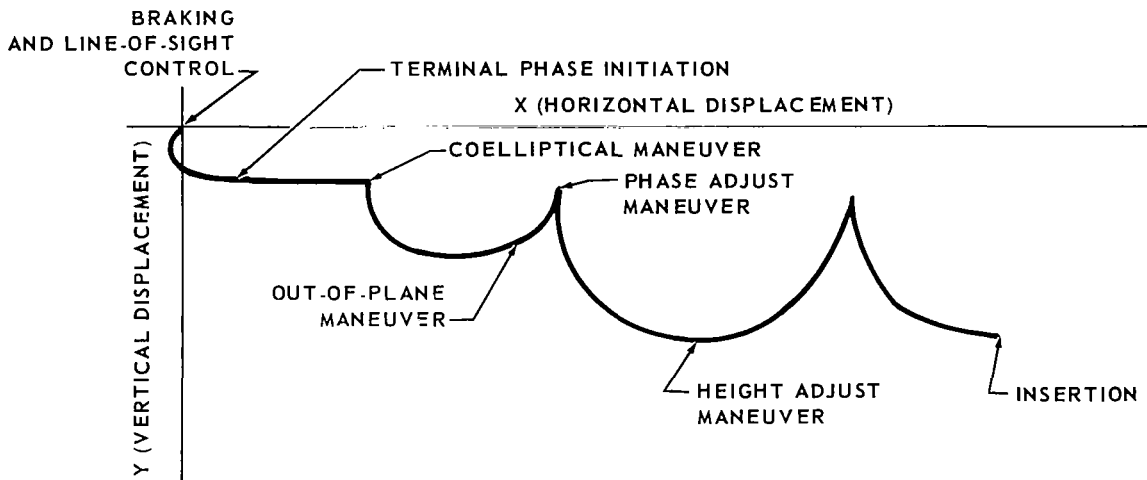 BRAKING
AND LINE-OF-SIGHT
CONTROL
TERMINAL PHASE INITIATION
X (HORIZONTAL DISPLACEMENT)
COELLIPTICAL MANEUVER
PHASE ADJUST
MANEUVER
OUT-OF-PLANE
MANEUVER
HEIGHT ADJUST
MANEUVER
INSERTION
Y (VERTICAL DISPLACEMENT)